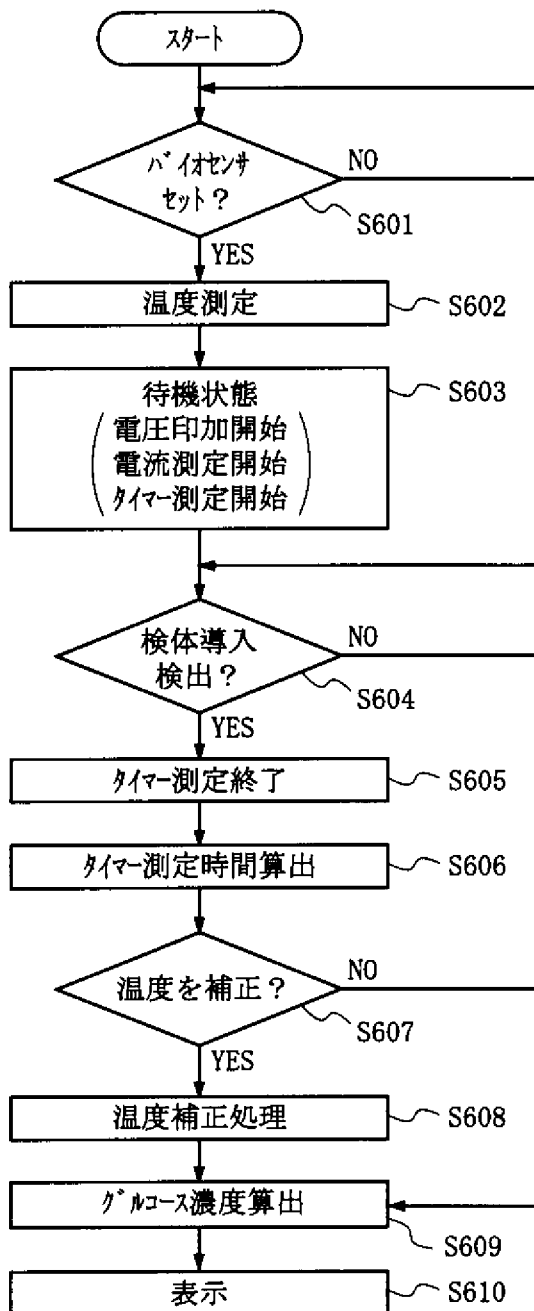 スタート
バイオセンサ
セット?
NO
S601
YES
温度測定
S602
待機状態
S603
電圧印加開始
電流測定開始
タイマー測定開始
検体導入
検出?
NO
S604
YES
タイマー測定終了
S605
タイマー測定時間算出
S606
温度を補正?
NO
S607
YES
温度補正処理
S608
グルコース濃度算出
S609
表示
S610